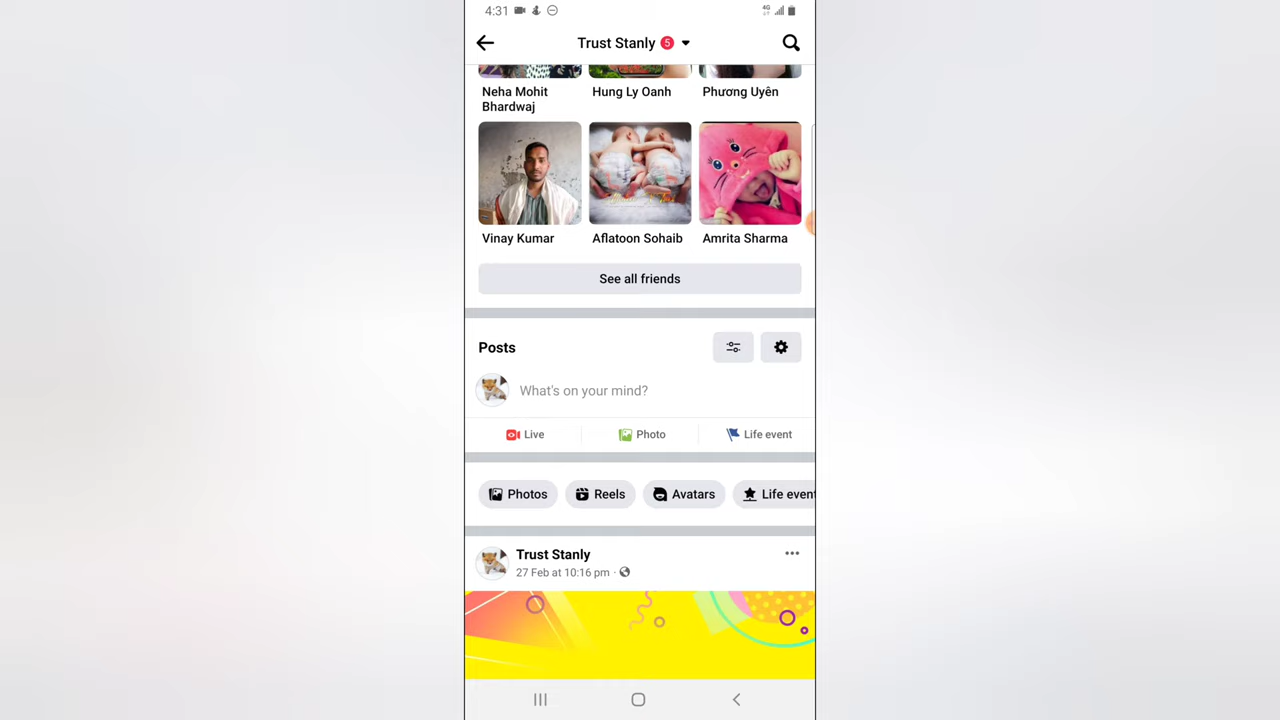 4:31
4G
Trust Stanly 5
Neha Mohit Bhardwaj
Hung Ly Oanh
Phương Uyên
Vinay Kumar
Aflatoon Sohaib
Amrita Sharma
See all friends
Posts
What's on your mind?
Live
Photo
Life event
Photos
Reels
Avatars
Life event
Trust Stanly
27 Feb at 10:16 pm ·